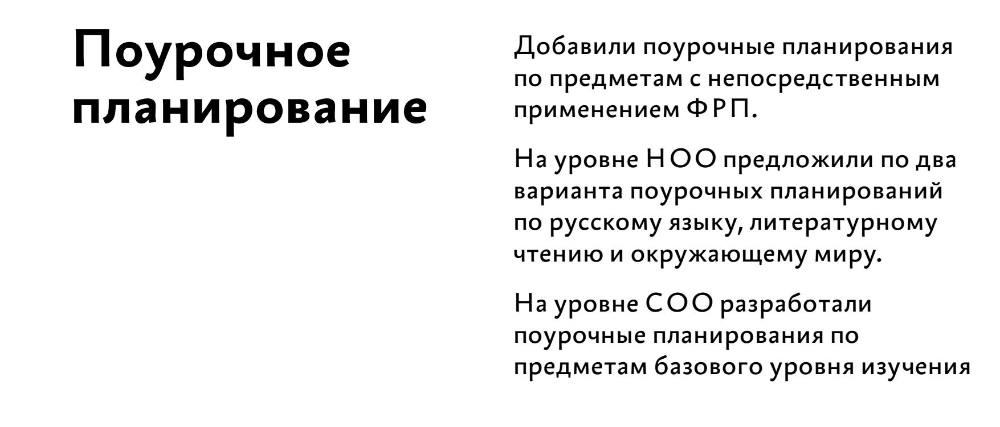 Поурочное
планирование
Добавили поурочные планирования
по предметам с непосредственным
применением ФРП.
На уровне НОО предложили по два
варианта поурочных планирований
по русскому языку, литературному
чтению и окружающему миру.
На уровне СОО разработали
поурочные планирования по
предметам базового уровня изучения